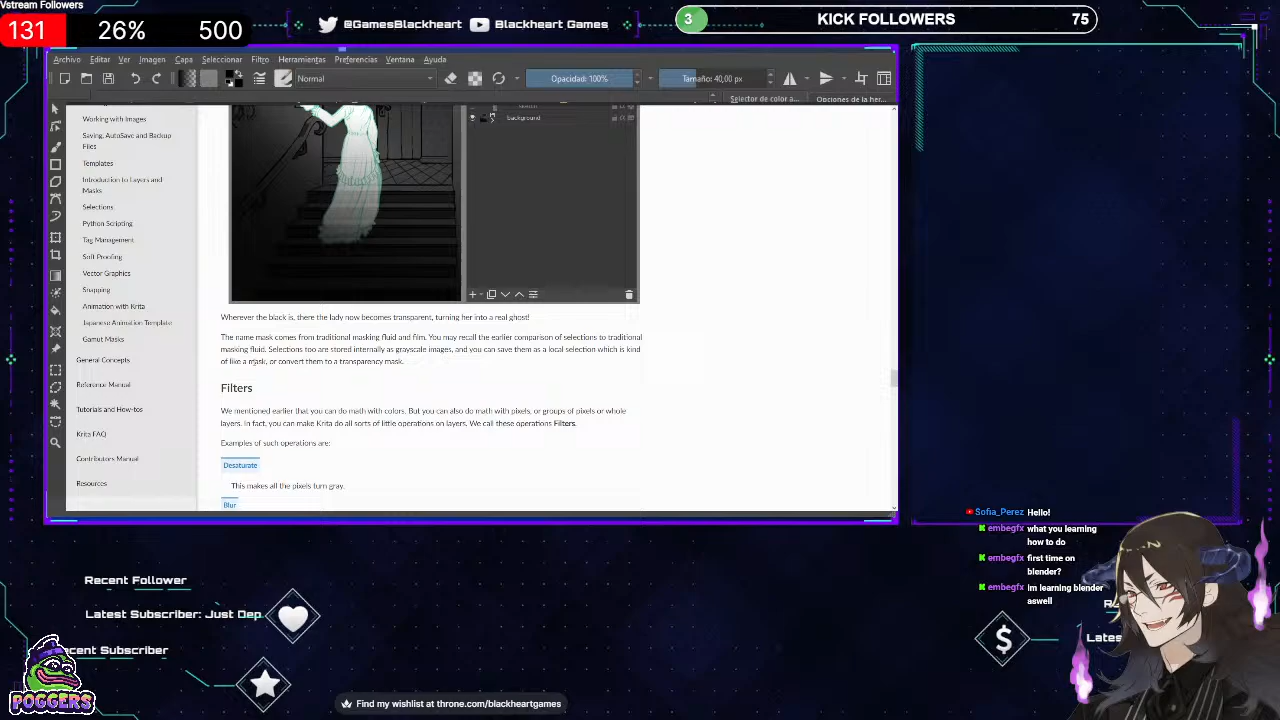 Vstream Followers
131 26% 500
@GamesBlackheart
Blackheart Games
3 KICK FOLLOWERS 75
Archivo Editar Ver Imagen Capa Seleccionar Filtro Herramientas Preferencias Ventana Ayuda
Normal
Opacidad: 100%
Tamaño: 40,00 px
Selector de color a...
Opciones de la her...
Working with Images
Saving, AutoSave and Backup
Files
Templates
Introduction to Layers and
Masks
Selections
Python Scripting
Tag Management
Soft Proofing
Vector Graphics
Snapping
Animation with Krita
Japanese Animation Template
Gamut Masks
General Concepts
Reference Manual
Tutorials and How-tos
Krita FAQ
Contributors Manual
Resources
background
Wherever the black is, there the lady now becomes transparent, turning her into a real ghost!
The name mask comes from traditional masking fluid and film. You may recall the earlier comparison of selections to traditional
masking fluid. Selections too are stored internally as grayscale images, and you can save them as a local selection which is kind
of like a mask, or convert them to a transparency mask.
Filters
We mentioned earlier that you can do math with colors. But you can also do math with pixels, or groups of pixels or whole
layers. In fact, you can make Krita do all sorts of little operations on layers. We call these operations Filters.
Examples of such operations are:
Desaturate
This makes all the pixels turn gray.
Blur
Sofia_Perez Hello!
embegfx what you learning
how to do
embegfx first time on
blender?
embegfx Im learning blender
aswell
Recent Follower
Latest Subscriber: Just Dep
cent Subscriber
Lates
POGGERS
$
Find my wishlist at throne.com/blackheartgames